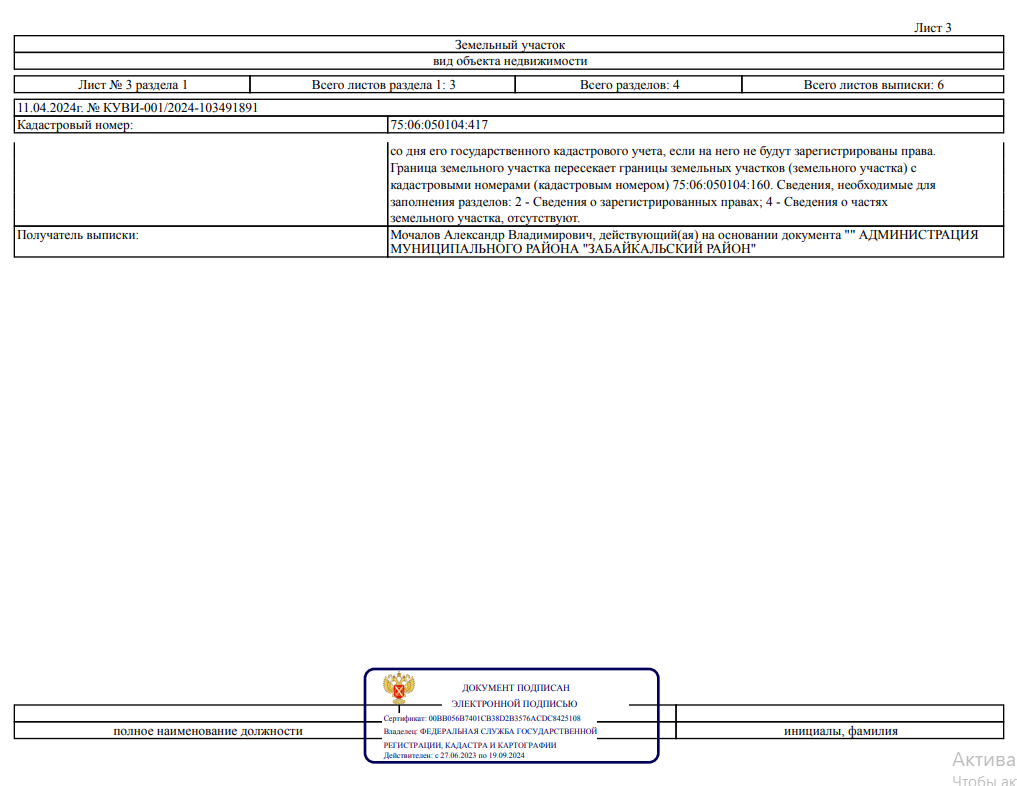 Лист 3
Земельный участок
вид объекта недвижимости
Лист № 3 раздела 1
Всего листов раздела 1: 3
Всего разделов: 4
Всего листов выписки: 6
11.04.2024г. № КУВИ-001/2024-103491891
Кадастровый номер:
75:06:050104:417
со дня его государственного кадастрового учета, если на него не будут зарегистрированы права.
Граница земельного участка пересекает границы земельных участков (земельного участка) с
кадастровыми номерами (кадастровым номером) 75:06:050104:160. Сведения, необходимые для
заполнения разделов: 2 - Сведения о зарегистрированных правах; 4 - Сведения о частях
земельного участка, отсутствуют.
Получатель выписки:
Мочалов Александр Владимирович, действующий(ая) на основании документа "" АДМИНИСТРАЦИЯ
МУНИЦИПАЛЬНОГО РАЙОНА "ЗАБАЙКАЛЬСКИЙ РАЙОН"
ДОКУМЕНТ ПОДПИСАН
ЭЛЕКТРОННОЙ ПОДПИСЬЮ
Сертификат: 00BB056B7401CB38D2B3576ACDC8425108
Владелец: ФЕДЕРАЛЬНАЯ СЛУЖБА ГОСУДАРСТВЕННОЙ
РЕГИСТРАЦИИ, КАДАСТРА И КАРТОГРАФИИ
Действителен: с 27.06.2023 по 19.09.2024
полное наименование должности
инициалы, фамилия
Актива
Чтобы ак